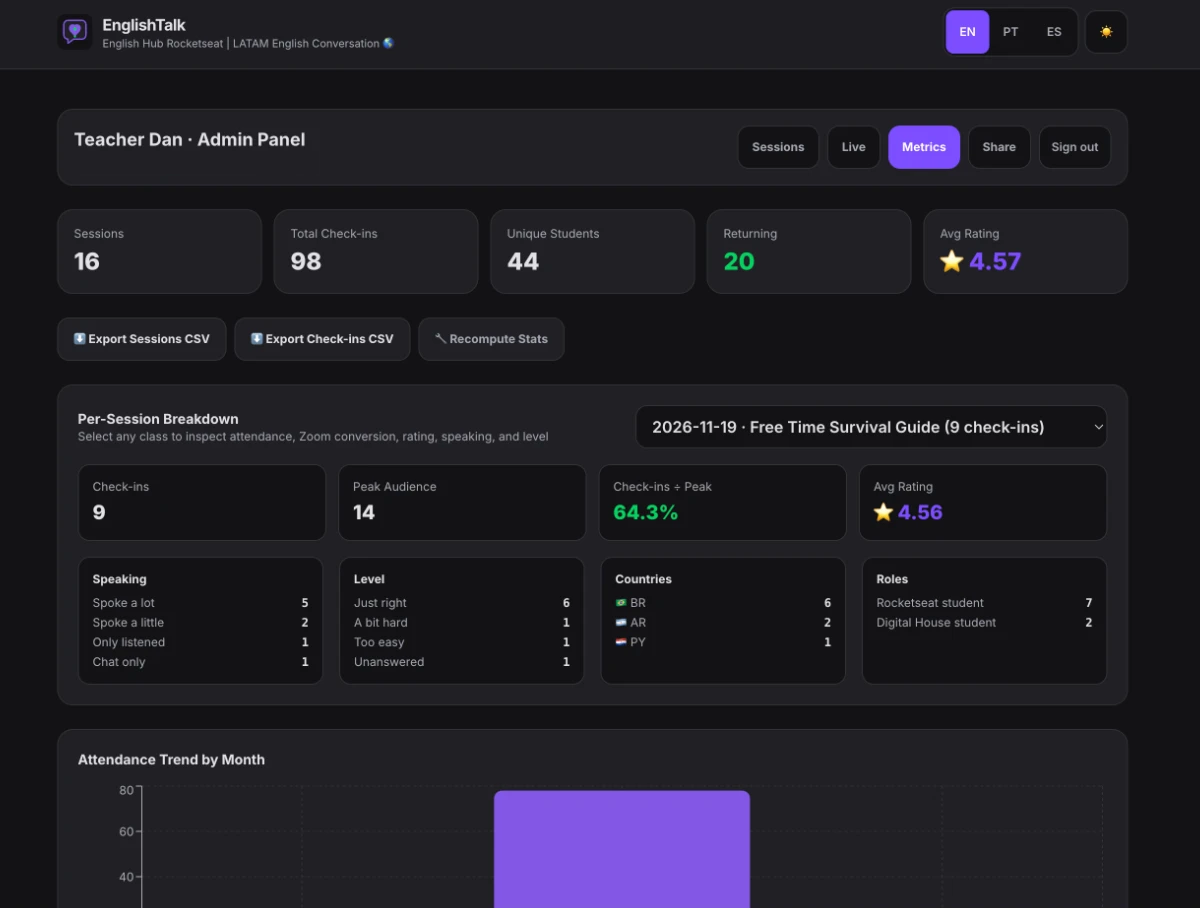 EnglishTalk
English Hub Rocketseat | LATAM English Conversation 🌎
EN PT ES
Teacher Dan · Admin Panel
Sessions Live Metrics Share Sign out
Sessions
16
Total Check-ins
98
Unique Students
44
Returning
20
Avg Rating
⭐ 4.57
⬇️ Export Sessions CSV
⬇️ Export Check-ins CSV
🔧 Recompute Stats
Per-Session Breakdown
Select any class to inspect attendance, Zoom conversion, rating, speaking, and level
2026-11-19 · Free Time Survival Guide (9 check-ins)
Check-ins
9
Peak Audience
14
Check-ins ÷ Peak
64.3%
Avg Rating
⭐ 4.56
Speaking
Spoke a lot 5
Spoke a little 2
Only listened 1
Chat only 1
Level
Just right 6
A bit hard 1
Too easy 1
Unanswered 1
Countries
🇧🇷 BR 6
🇦🇷 AR 2
🇵🇾 PY 1
Roles
Rocketseat student 7
Digital House student 2
Attendance Trend by Month
80
60
40